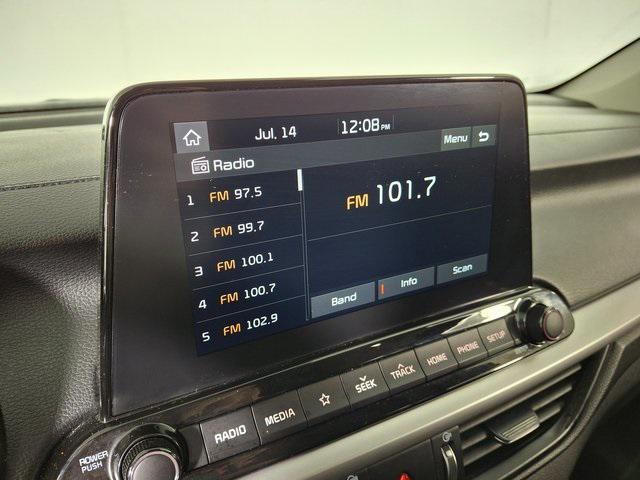 Jul. 14 12:08 PM
Radio Menu
1 FM 97.5
2 FM 99.7
3 FM 100.1
4 FM 100.7
5 FM 102.9
FM 101.7
Band Info Scan
RADIO MEDIA SEEK TRACK HOME PHONE SETUP
POWER
PUSH